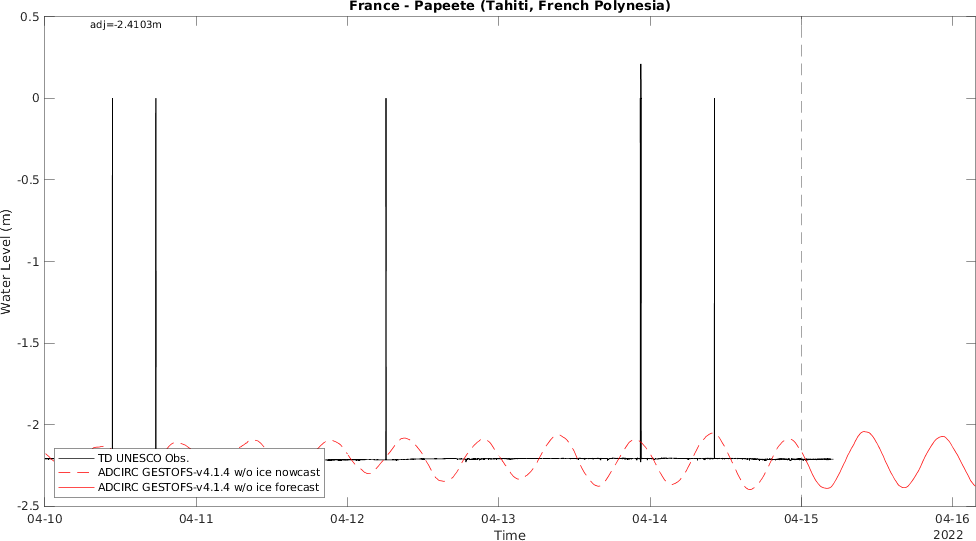 France - Papeete (Tahiti, French Polynesia)
adj=-2.4103m
0.5
0
-0.5
-1
-1.5
-2
-2.5
Water Level (m)
TD UNESCO Obs.
ADCIRC GESTOFS-v4.1.4 w/o ice nowcast
ADCIRC GESTOFS-v4.1.4 w/o ice forecast
04-10 04-11 04-12 04-13 04-14 04-15 04-16
Time
2022